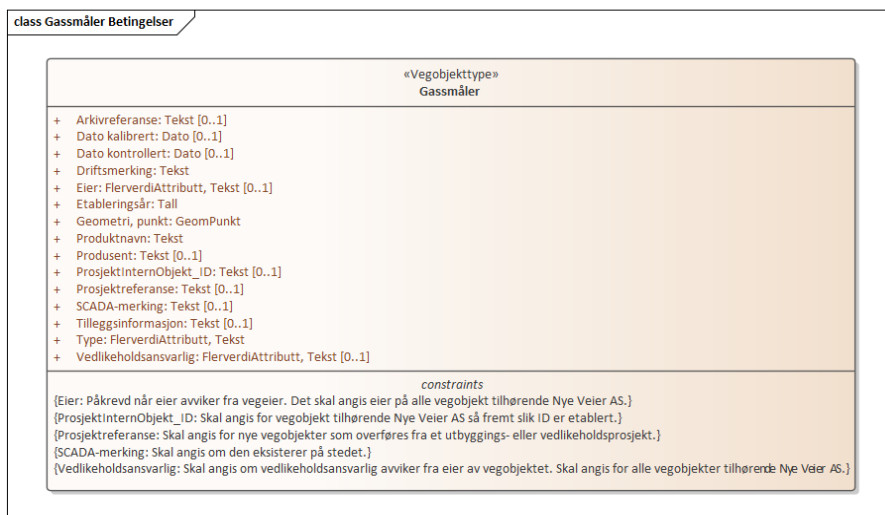 class Gassmåler Betingelser
«Vegobjekttype»
Gassmåler
+ Arkivreferanse: Tekst [0..1]
+ Dato kalibrert: Dato [0..1]
+ Dato kontrollert: Dato [0..1]
+ Driftsmerking: Tekst
+ Eier: FlerverdiAttributt, Tekst [0..1]
+ Etableringsår: Tall
+ Geometri, punkt: GeomPunkt
+ Produktnavn: Tekst
+ Produsent: Tekst [0..1]
+ ProsjektInternObjekt_ID: Tekst [0..1]
+ Prosjektreferanse: Tekst [0..1]
+ SCADA-merking: Tekst [0..1]
+ Tilleggsinformasjon: Tekst [0..1]
+ Type: FlerverdiAttributt, Tekst
+ Vedlikeholdsansvarlig: FlerverdiAttributt, Tekst [0..1]
constraints
{Eier: Påkrevd når eier avviker fra vegeier. Det skal angis eier på alle vegobjekt tilhørende Nye Veier AS.}
{ProsjektInternObjekt_ID: Skal angis for vegobjekt tilhørende Nye Veier AS så fremt slik ID er etablert.}
{Prosjektreferanse: Skal angis for nye vegobjekter som overføres fra et utbyggings- eller vedlikeholdsprosjekt.}
{SCADA-merking: Skal angis om den eksisterer på stedet.}
{Vedlikeholdsansvarlig: Skal angis om vedlikeholdsansvarlig avviker fra eier av vegobjektet. Skal angis for alle vegobjekter tilhørende Nye Veier AS.}